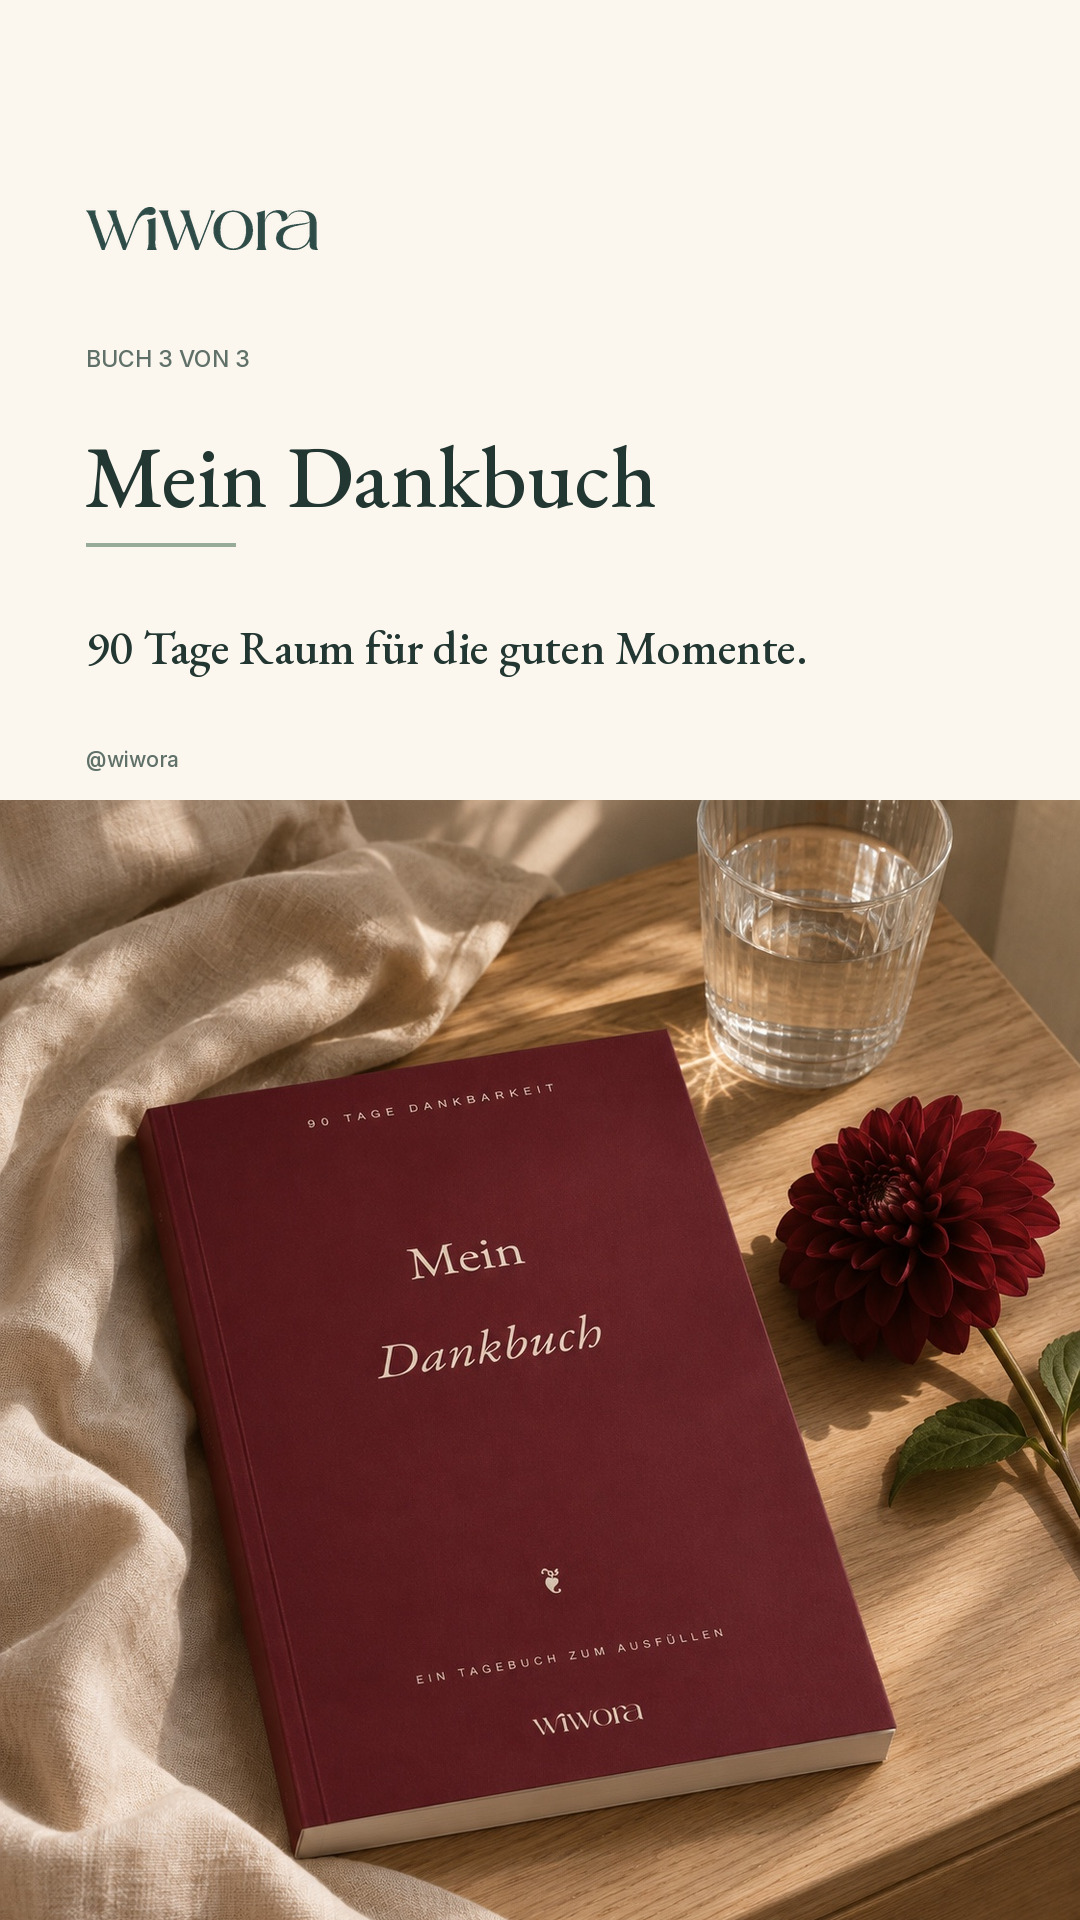 wiwora
BUCH 3 VON 3
Mein Dankbuch
90 Tage Raum für die guten Momente.
@wiwora
90 TAGE DANKBARKEIT
Mein
Dankbuch
EIN TAGEBUCH ZUM AUSFÜLLEN
wiwora